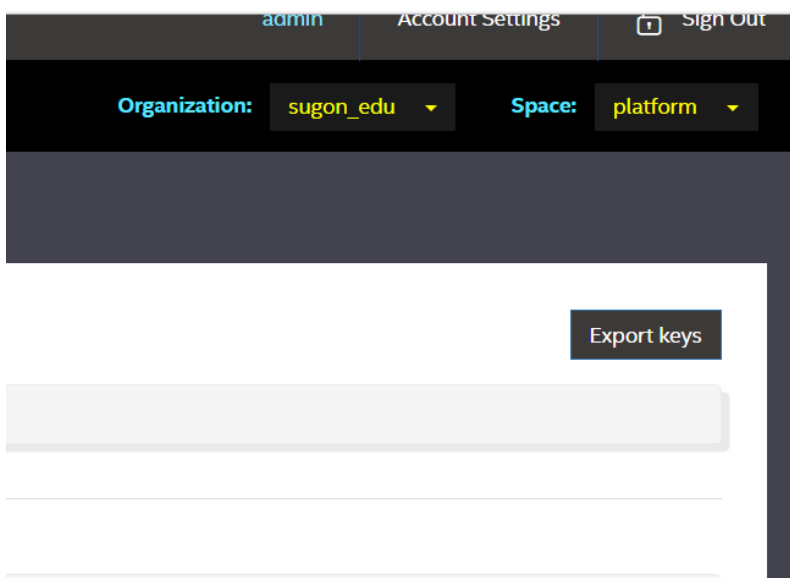 admin Account Settings Sign Out
Organization: sugon_edu Space: platform
Export keys